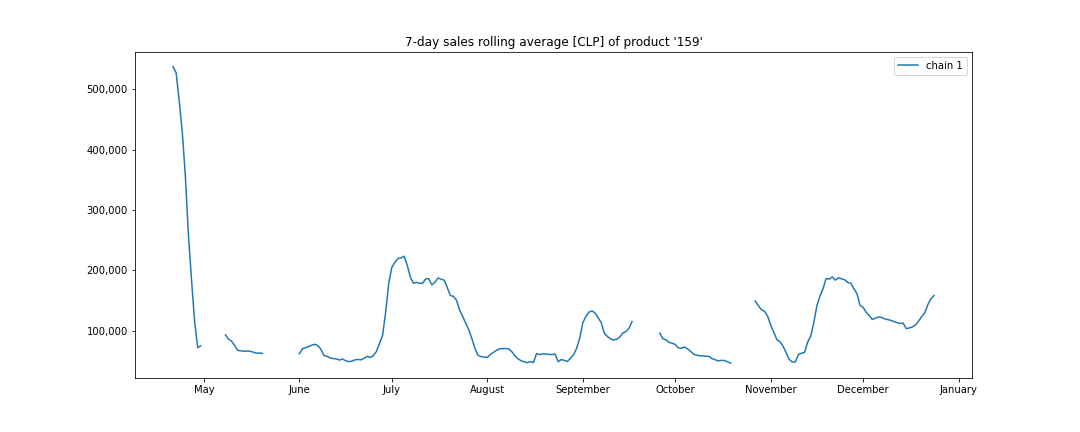 7-day sales rolling average [CLP] of product '159'
chain 1
500,000
400,000
300,000
200,000
100,000
May June July August September October November December January